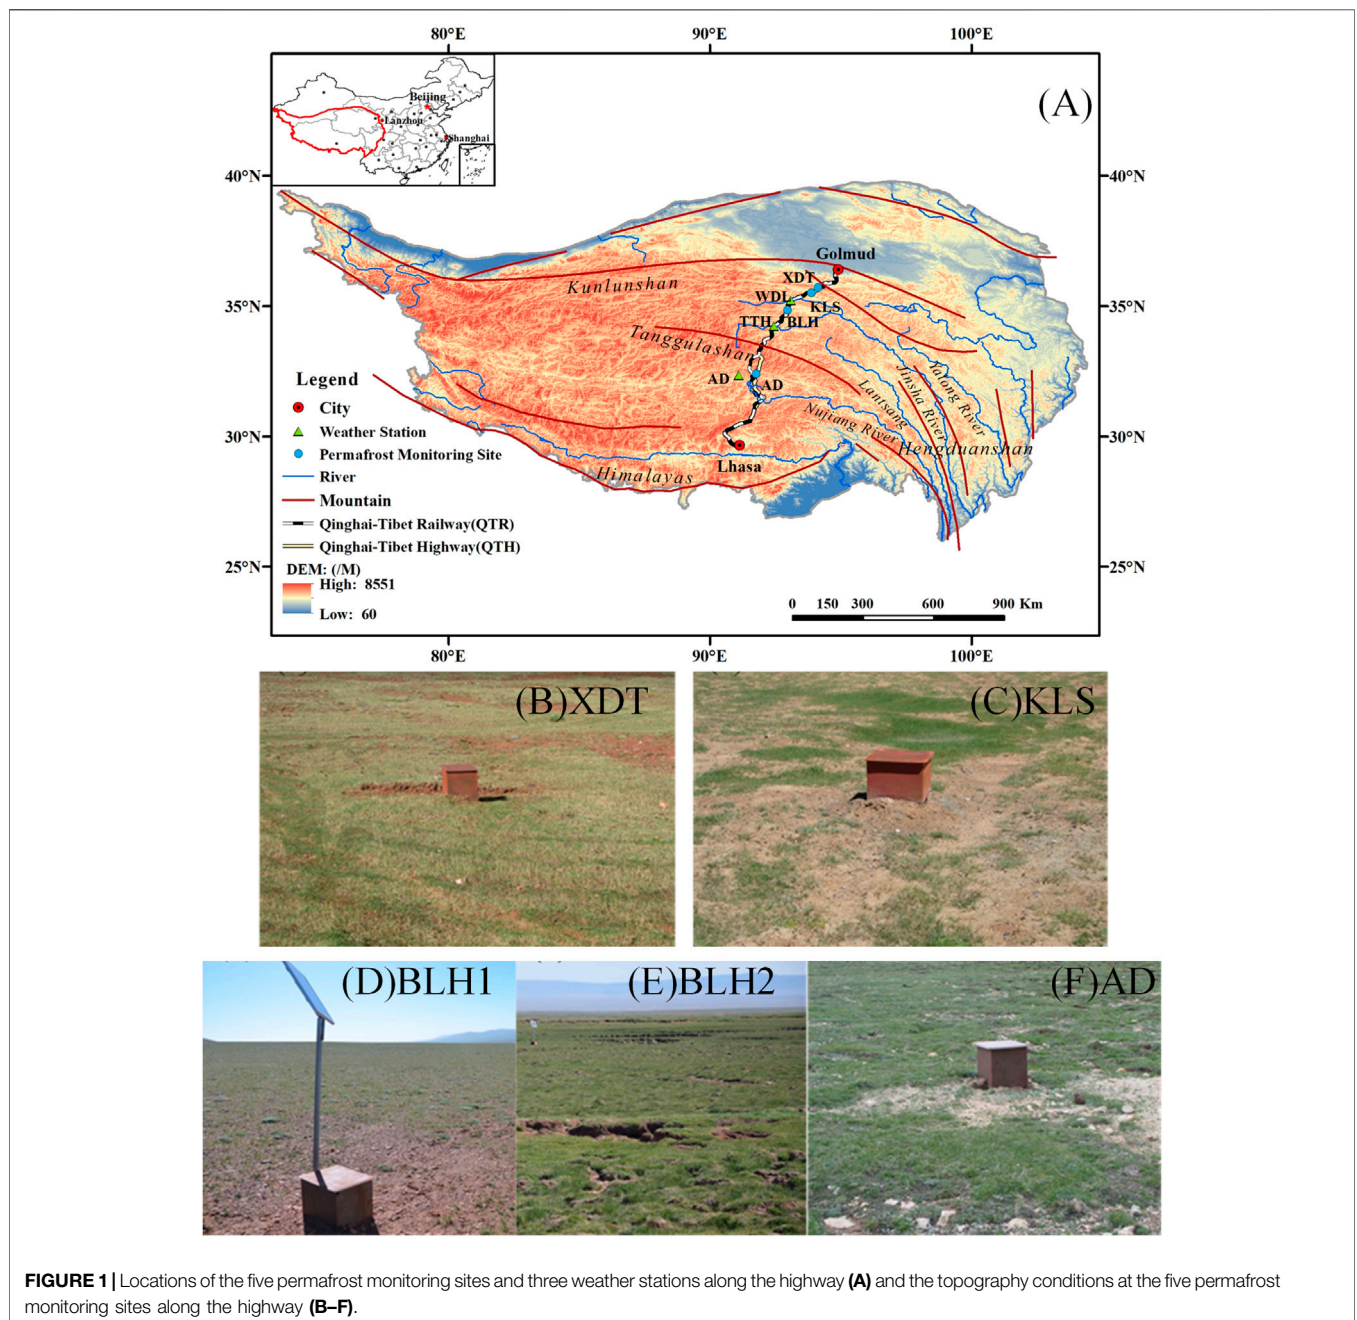 80°E
90°E
100°E
(A)
Beijing
Lanzhou
Shanghai
40°N
40°N
Golmud
XDT
Kunlunshan
WDL
KLS
35°N
35°N
TTH
BLH
Tanggulashan
AD
AD
Lantsang
Jinsha River
Yalong River
Nujiang River
Hengduanshan
30°N
30°N
Lhasa
Himalayas
Legend
City
Weather Station
Permafrost Monitoring Site
River
Mountain
Qinghai-Tibet Railway(QTR)
Qinghai-Tibet Highway(QTH)
DEM: (/M)
High: 8551
Low: 60
25°N
25°N
0 150 300 600 900 Km
80°E
90°E
100°E
(B)XDT
(C)KLS
(D)BLH1
(E)BLH2
(F)AD
FIGURE 1 | Locations of the five permafrost monitoring sites and three weather stations along the highway (A) and the topography conditions at the five permafrost
monitoring sites along the highway (B–F).